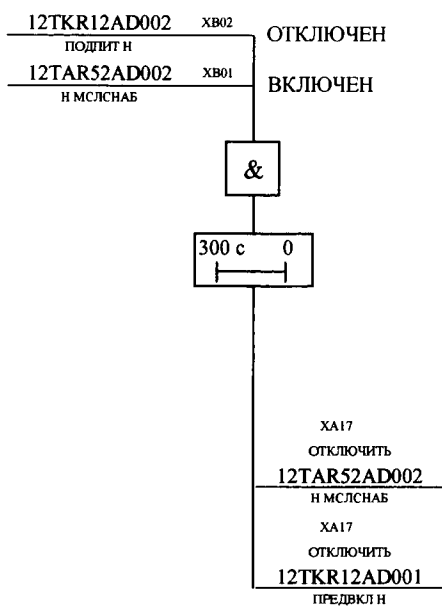 12TKR12AD002 XB02 ОТКЛЮЧЕН
ПОДПИТ Н
12TAR52AD002 XB01 ВКЛЮЧЕН
Н МСЛСНАБ
&
300 с 0
XA17
ОТКЛЮЧИТЬ
12TAR52AD002
Н МСЛСНАБ
XA17
ОТКЛЮЧИТЬ
12TKR12AD001
ПРЕДВКЛ Н